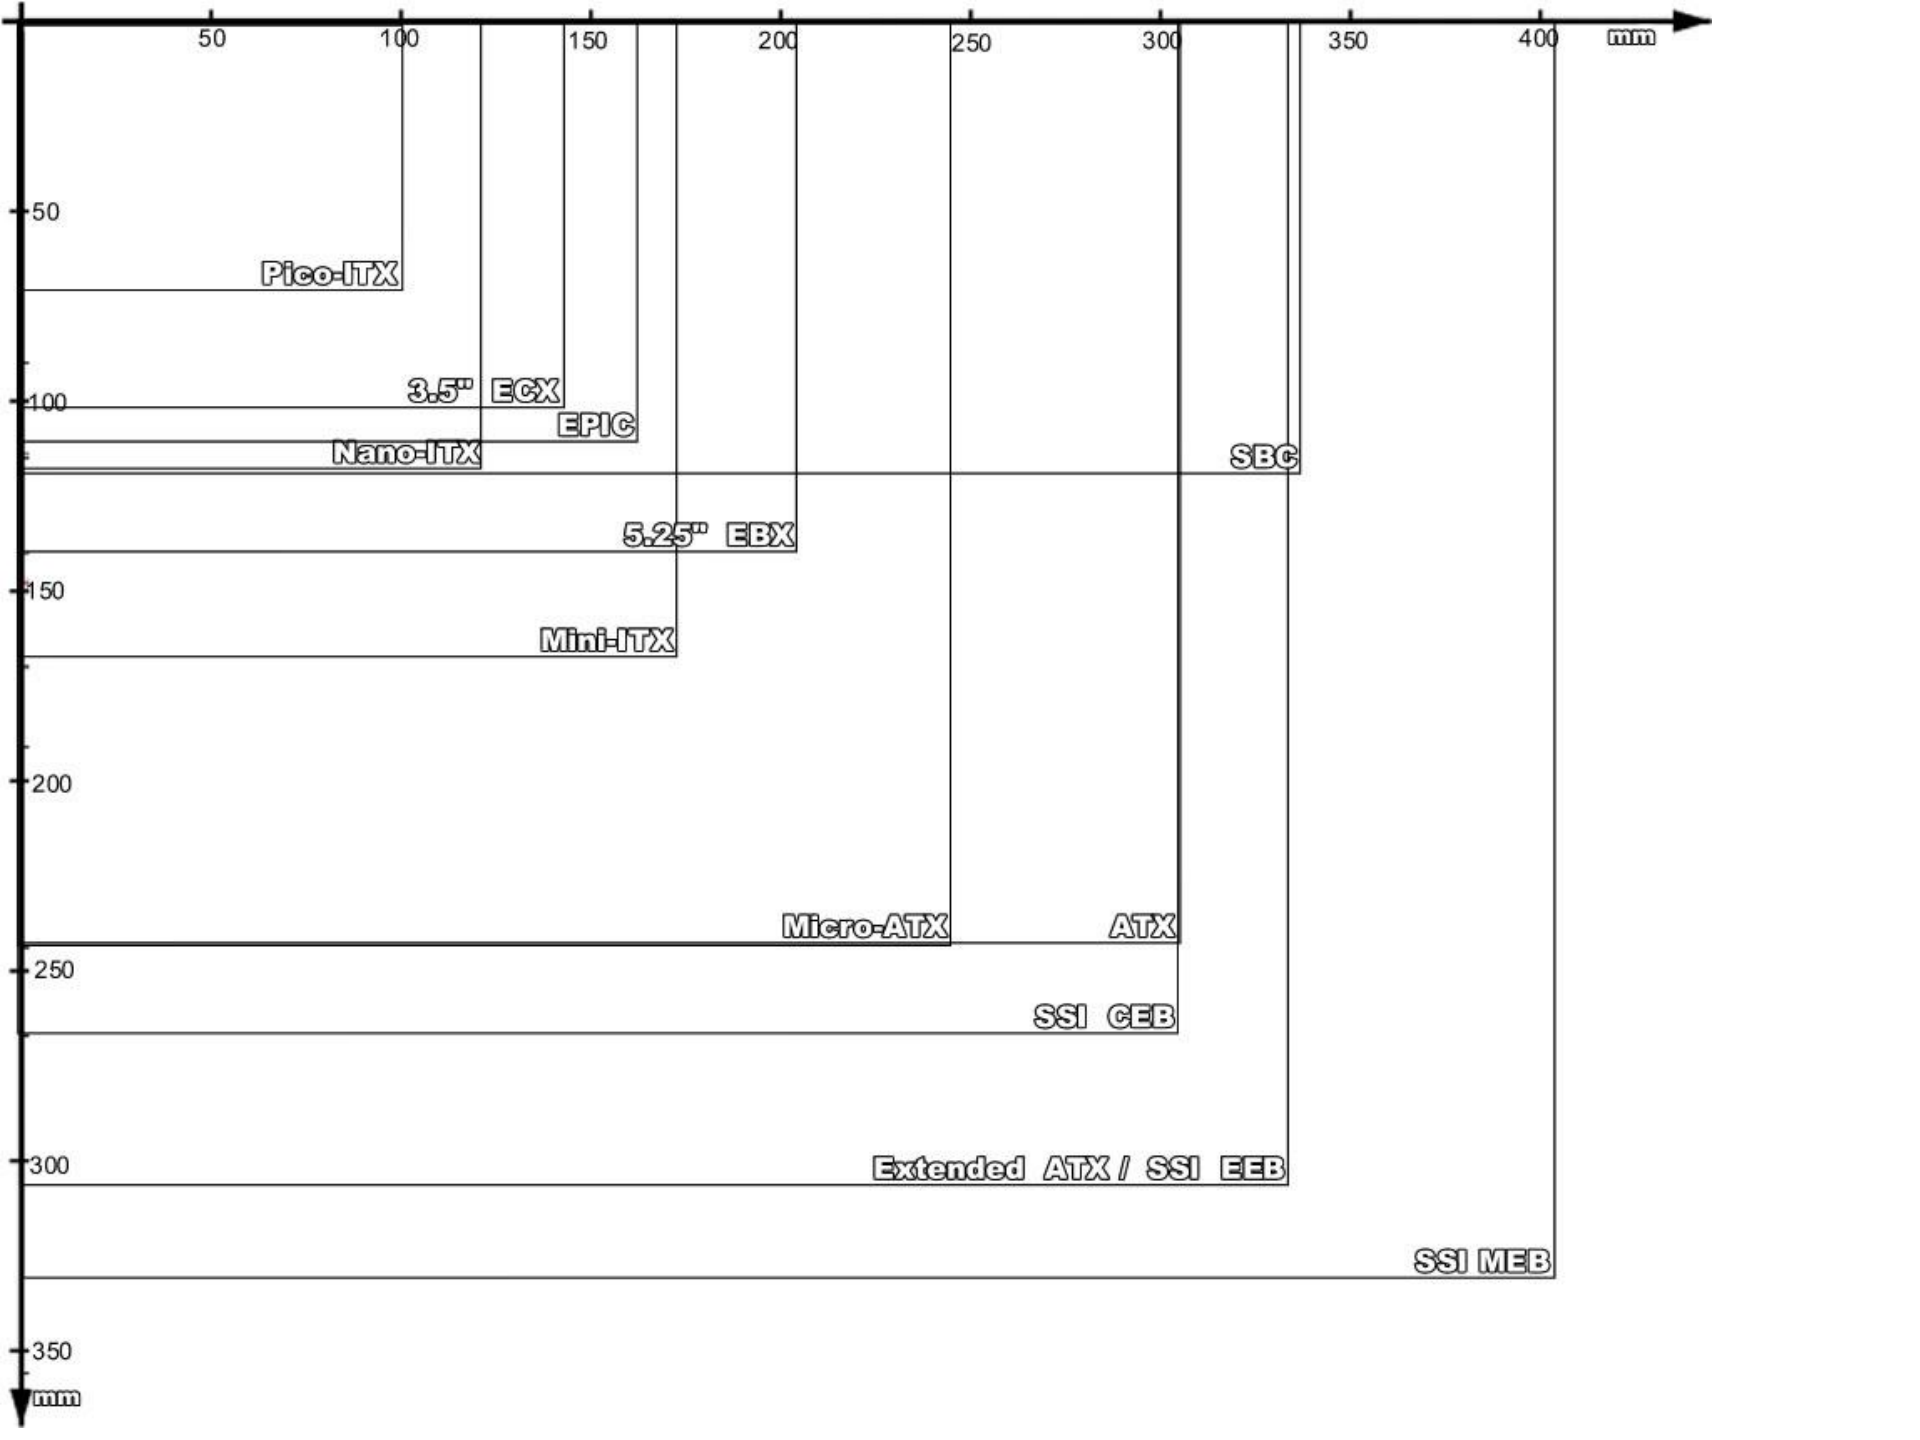 50 100 150 200 250 300 350 400 mm
50
Pico-ITX
3.5" ECX
100
EPIC
Nano-ITX
SBC
5.25" EBX
150
Mini-ITX
200
Micro-ATX ATX
250
SSI CEB
300
Extended ATX / SSI EEB
SSI MEB
350
mm